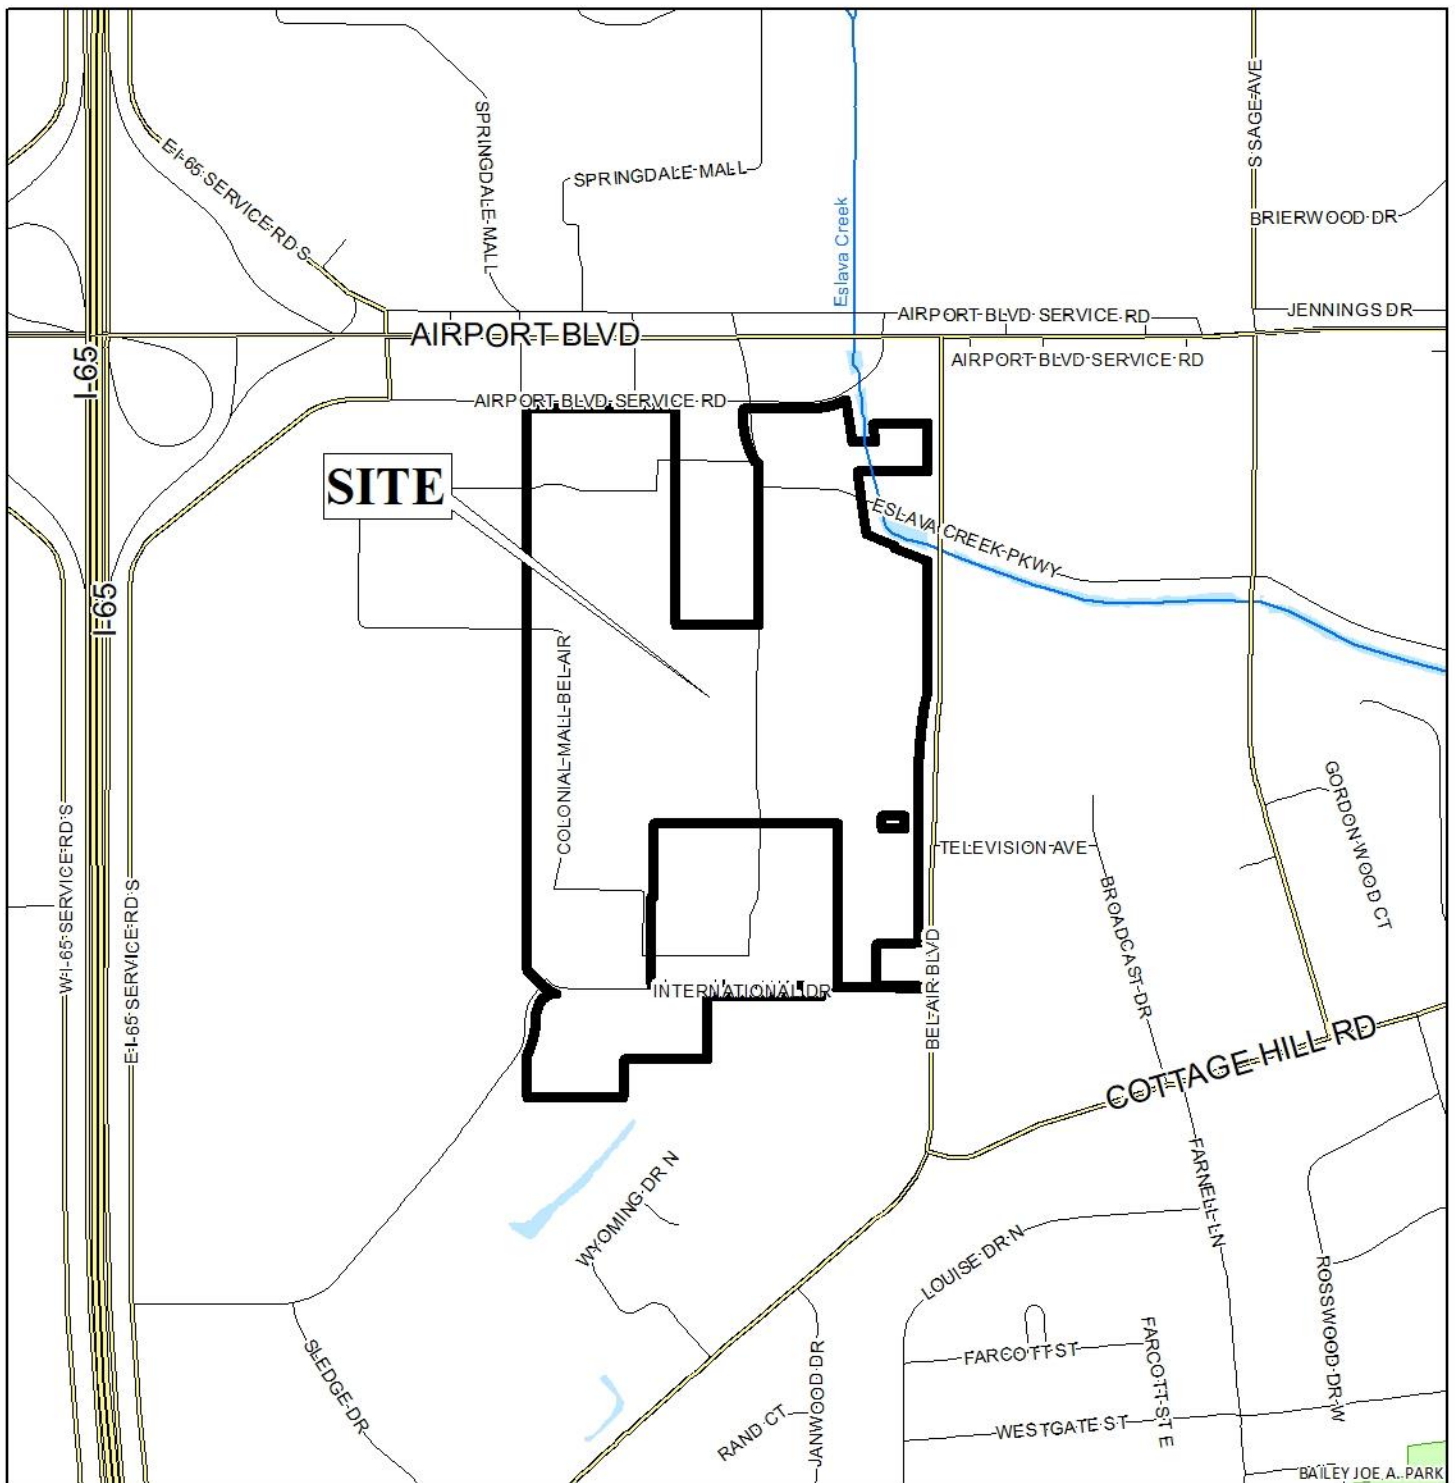 S SAGE AVE
E I-65 SERVICE RD S
SPRINGDALE MALL
SPRINGDALE MALL
Eslava Creek
BRIERWOOD DR
AIRPORT BLVD SERVICE RD
JENNINGS DR
AIRPORT BLVD
I-65
AIRPORT BLVD SERVICE RD
AIRPORT BLVD SERVICE RD
SITE
ESLAVA CREEK PKWY
I-65
COLONIAL MALL BEL AIR
GORDON WOOD CT
W I-65 SERVICE RD S
E I-65 SERVICE RD S
TELEVISION AVE
BROADCAST DR
BEL AIR BLVD
INTERNATIONAL DR
COTTAGE HILL RD
WYOMING DR N
FARNELL LN
LOUISE DR N
ROSSWOOD DR W
SLEDGE DR
FARCOTT ST
FARCOTT ST E
JANWOOD DR
RAND CT
WESTGATE ST
BAILEY JOE A. PARK